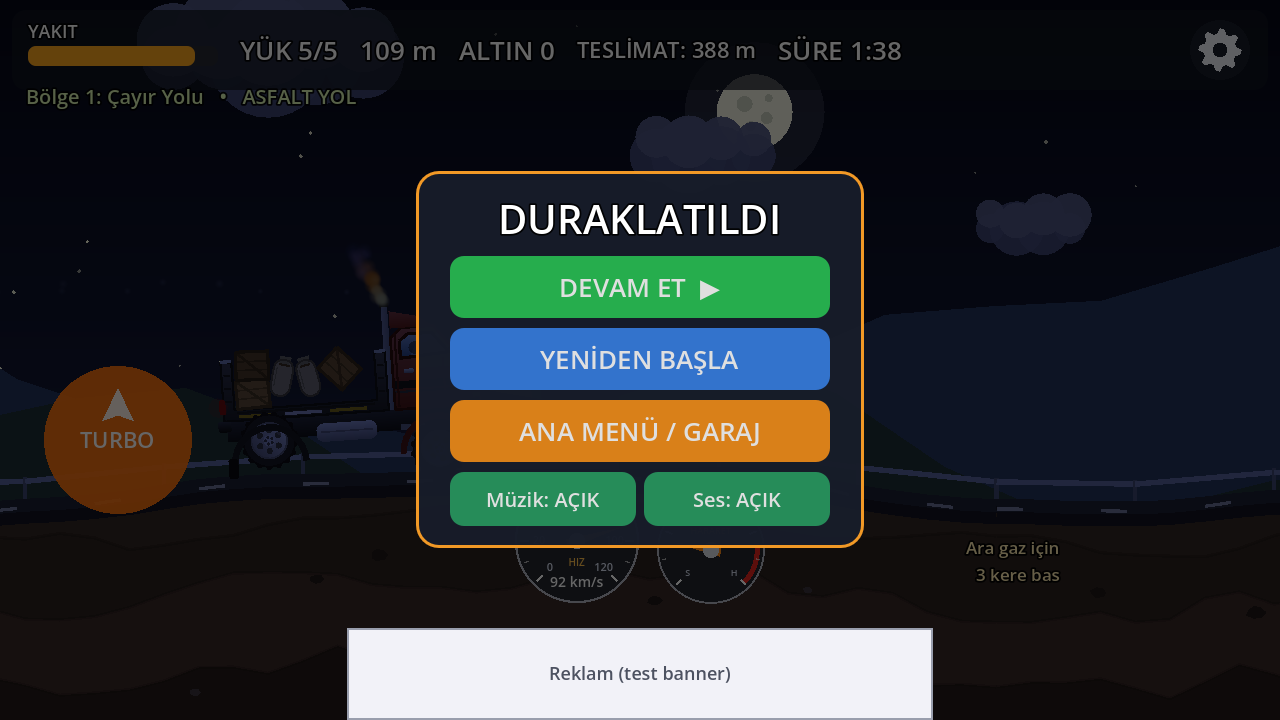 YAKIT
YÜK 5/5 109 m ALTIN 0 TESLİMAT: 388 m SÜRE 1:38
Bölge 1: Çayır Yolu • ASFALT YOL
DURAKLATILDI
DEVAM ET ▶
YENİDEN BAŞLA
ANA MENÜ / GARAJ
Müzik: AÇIK
Ses: AÇIK
TURBO
0 HIZ 120
92 km/s
S H
Ara gaz için
3 kere bas
Reklam (test banner)